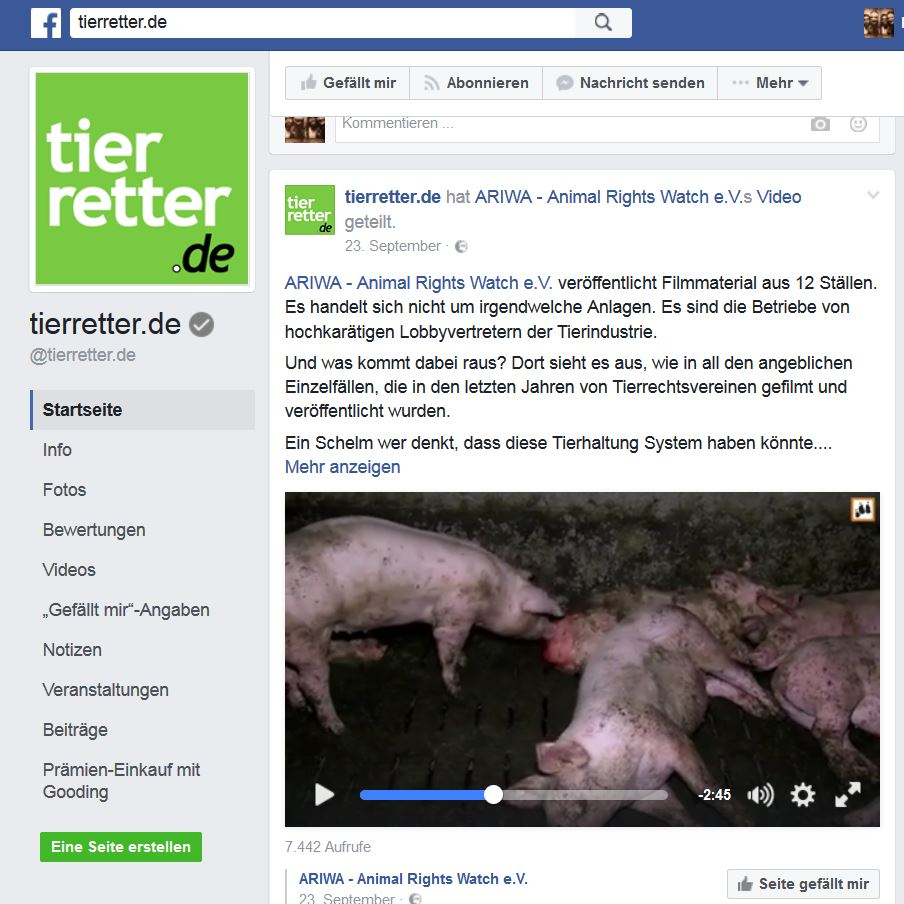 tierretter.de
Gefällt mir
Abonnieren
Nachricht senden
Mehr
Kommentieren ...
tier
retter
.de
tierretter.de
@tierretter.de
Startseite
Info
Fotos
Bewertungen
Videos
„Gefällt mir“-Angaben
Notizen
Veranstaltungen
Beiträge
Prämien-Einkauf mit
Gooding
Eine Seite erstellen
tier
retter
.de
tierretter.de hat ARIWA - Animal Rights Watch e.V.s Video
geteilt.
23. September ·
ARIWA - Animal Rights Watch e.V. veröffentlicht Filmmaterial aus 12 Ställen.
Es handelt sich nicht um irgendwelche Anlagen. Es sind die Betriebe von
hochkarätigen Lobbyvertretern der Tierindustrie.
Und was kommt dabei raus? Dort sieht es aus, wie in all den angeblichen
Einzelfällen, die in den letzten Jahren von Tierrechtsvereinen gefilmt und
veröffentlicht wurden.
Ein Schelm wer denkt, dass diese Tierhaltung System haben könnte....
Mehr anzeigen
-2:45
7.442 Aufrufe
ARIWA - Animal Rights Watch e.V.
23. September ·
Seite gefällt mir